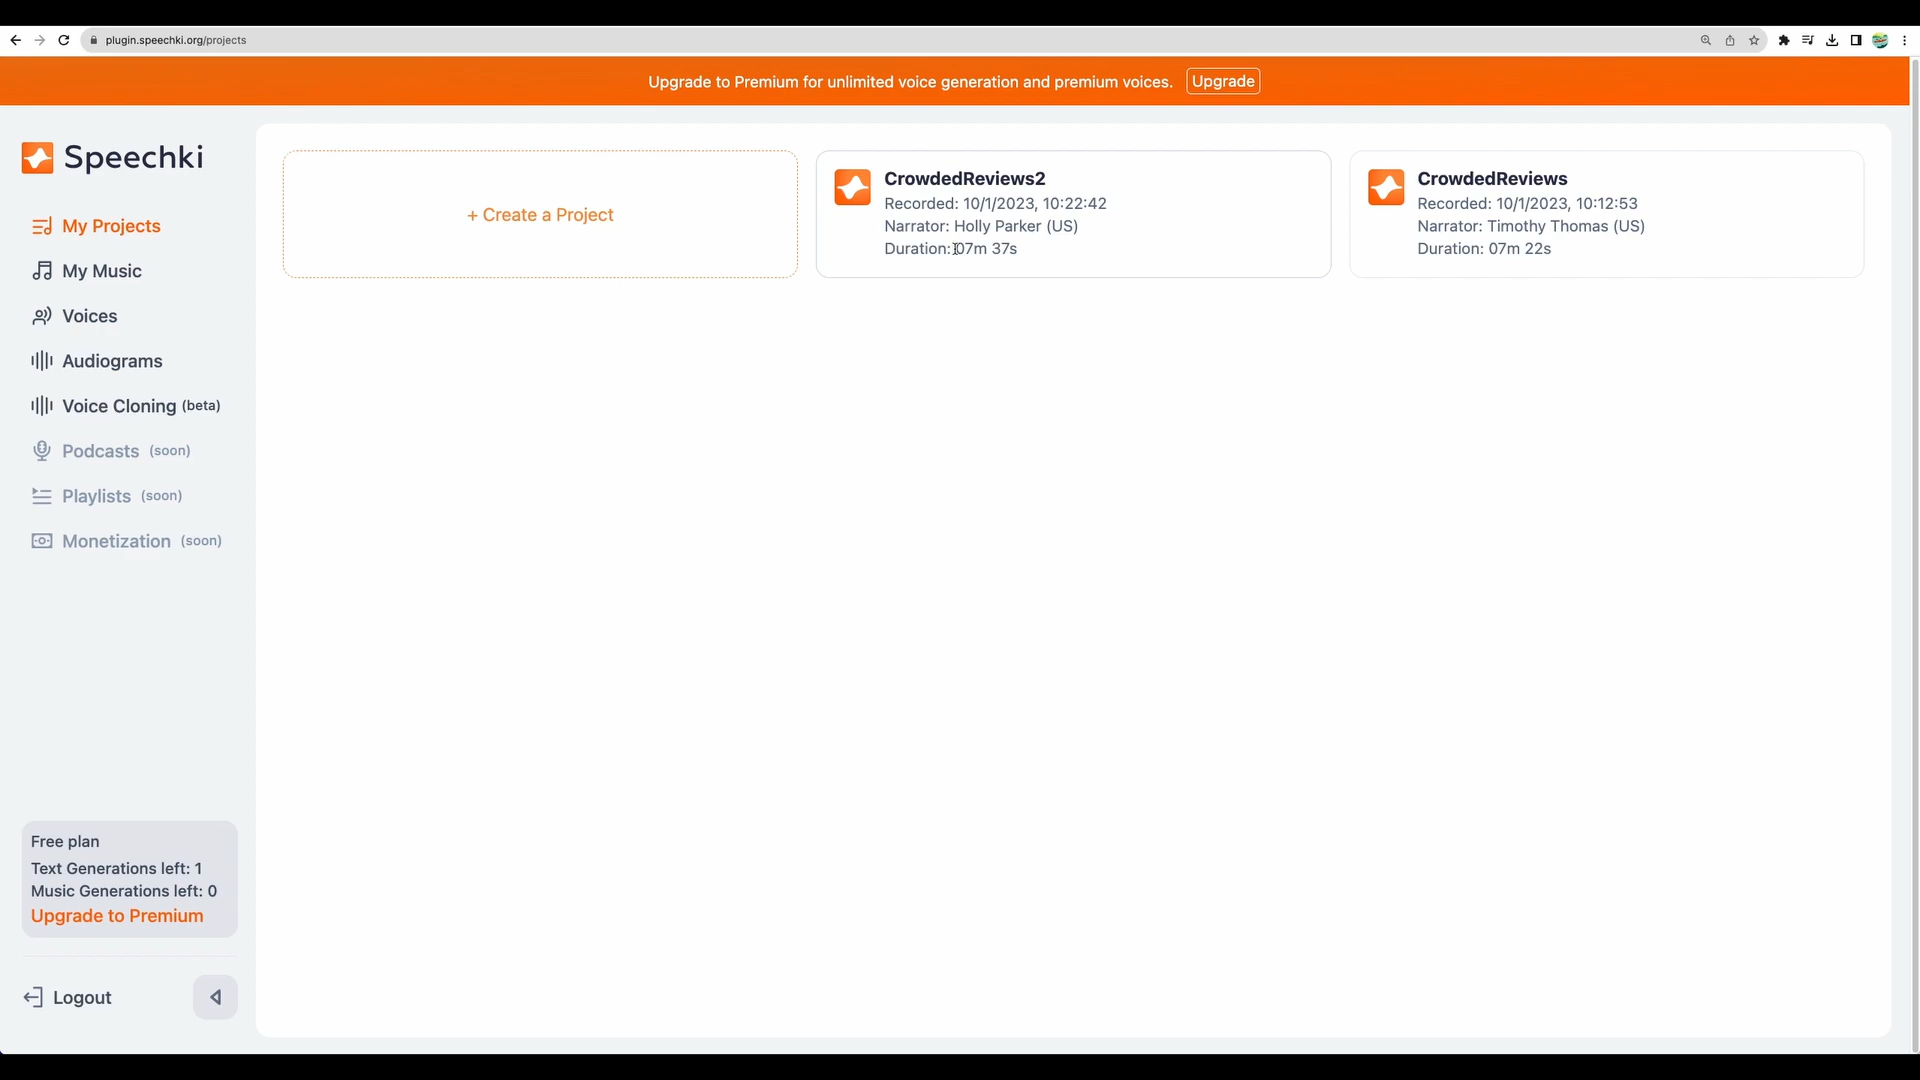 plugin.speechki.org/projects
Upgrade to Premium for unlimited voice generation and premium voices. Upgrade
Speechki
My Projects
My Music
Voices
Audiograms
Voice Cloning (beta)
Podcasts (soon)
Playlists (soon)
Monetization (soon)
Free plan
Text Generations left: 1
Music Generations left: 0
Upgrade to Premium
Logout
+ Create a Project
CrowdedReviews2
Recorded: 10/1/2023, 10:22:42
Narrator: Holly Parker (US)
Duration: 07m 37s
CrowdedReviews
Recorded: 10/1/2023, 10:12:53
Narrator: Timothy Thomas (US)
Duration: 07m 22s